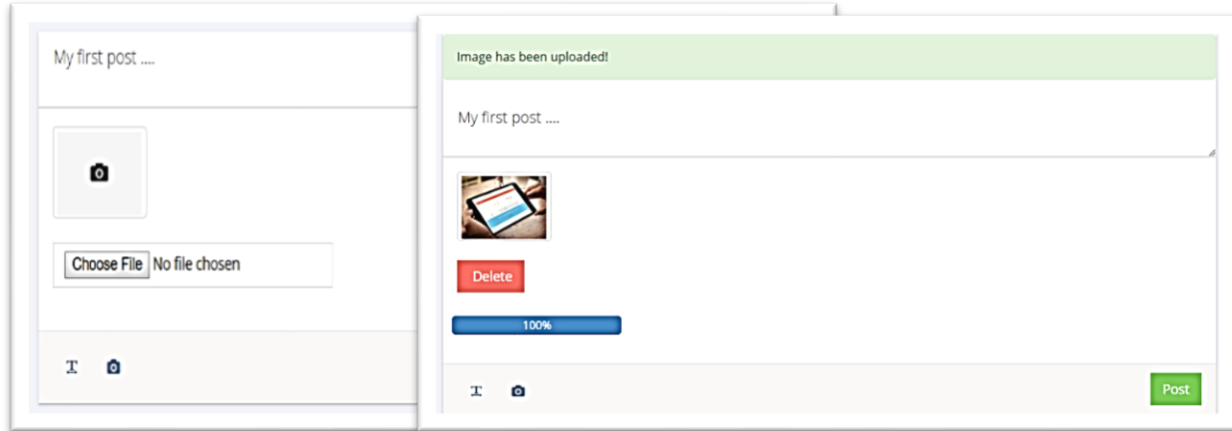 My first post ....
Choose File No file chosen
T
Image has been uploaded!
My first post ....
Delete
100%
T
Post